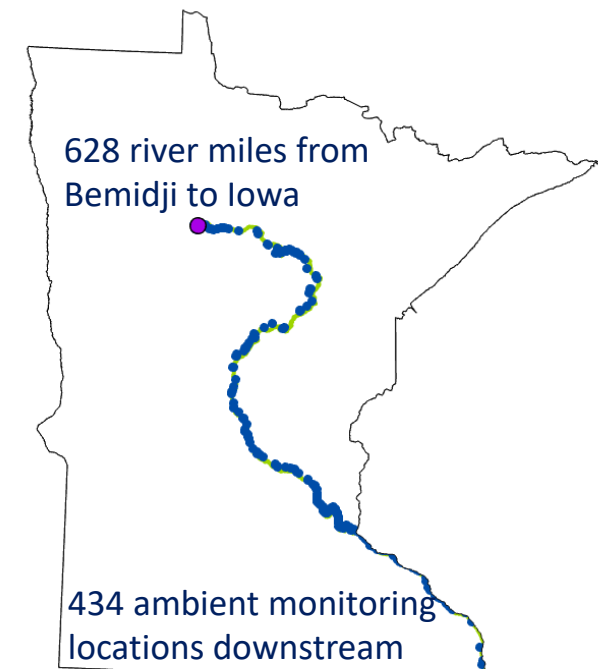 628 river miles from
Bemidji to Iowa
434 ambient monitoring
locations downstream